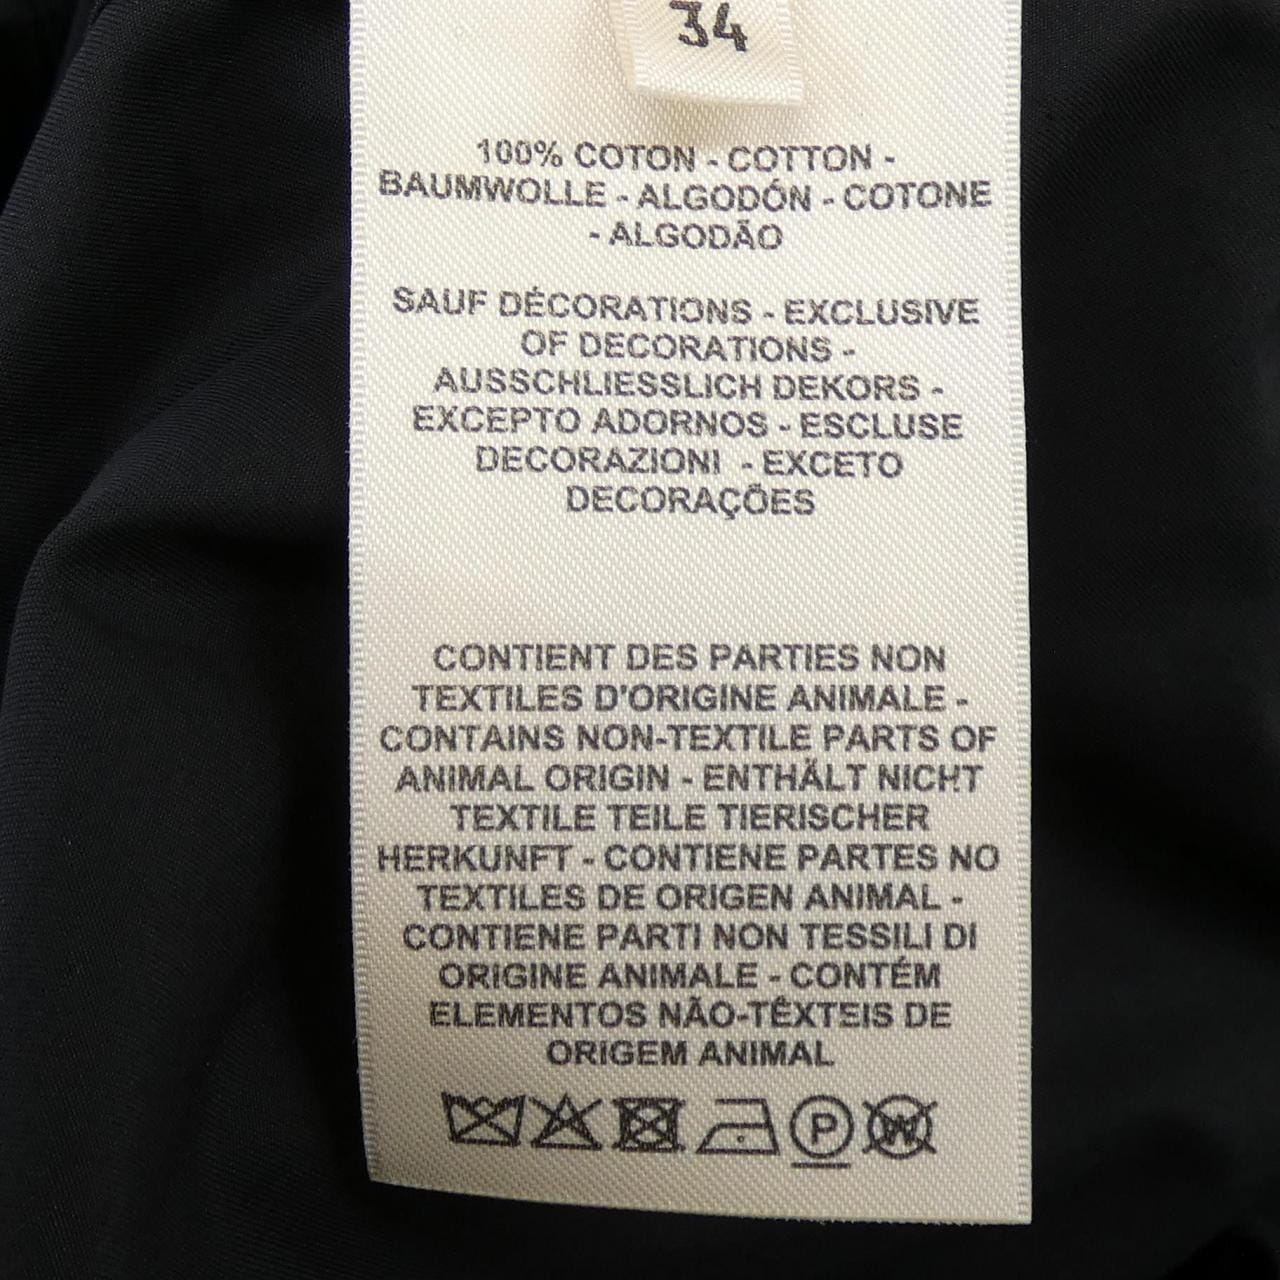 34
100% COTON - COTTON -
BAUMWOLLE - ALGODÓN - COTONE
- ALGODÃO
SAUF DÉCORATIONS - EXCLUSIVE
OF DECORATIONS -
AUSSCHLIESSLICH DEKORS -
EXCEPTO ADORNOS - ESCLUSE
DECORAZIONI - EXCETO
DECORAÇÕES
CONTIENT DES PARTIES NON
TEXTILES D'ORIGINE ANIMALE -
CONTAINS NON-TEXTILE PARTS OF
ANIMAL ORIGIN - ENTHÄLT NICHT
TEXTILE TEILE TIERISCHER
HERKUNFT - CONTIENE PARTES NO
TEXTILES DE ORIGEN ANIMAL -
CONTIENE PARTI NON TESSILI DI
ORIGINE ANIMALE - CONTÉM
ELEMENTOS NÃO-TÊXTEIS DE
ORIGEM ANIMAL
P W